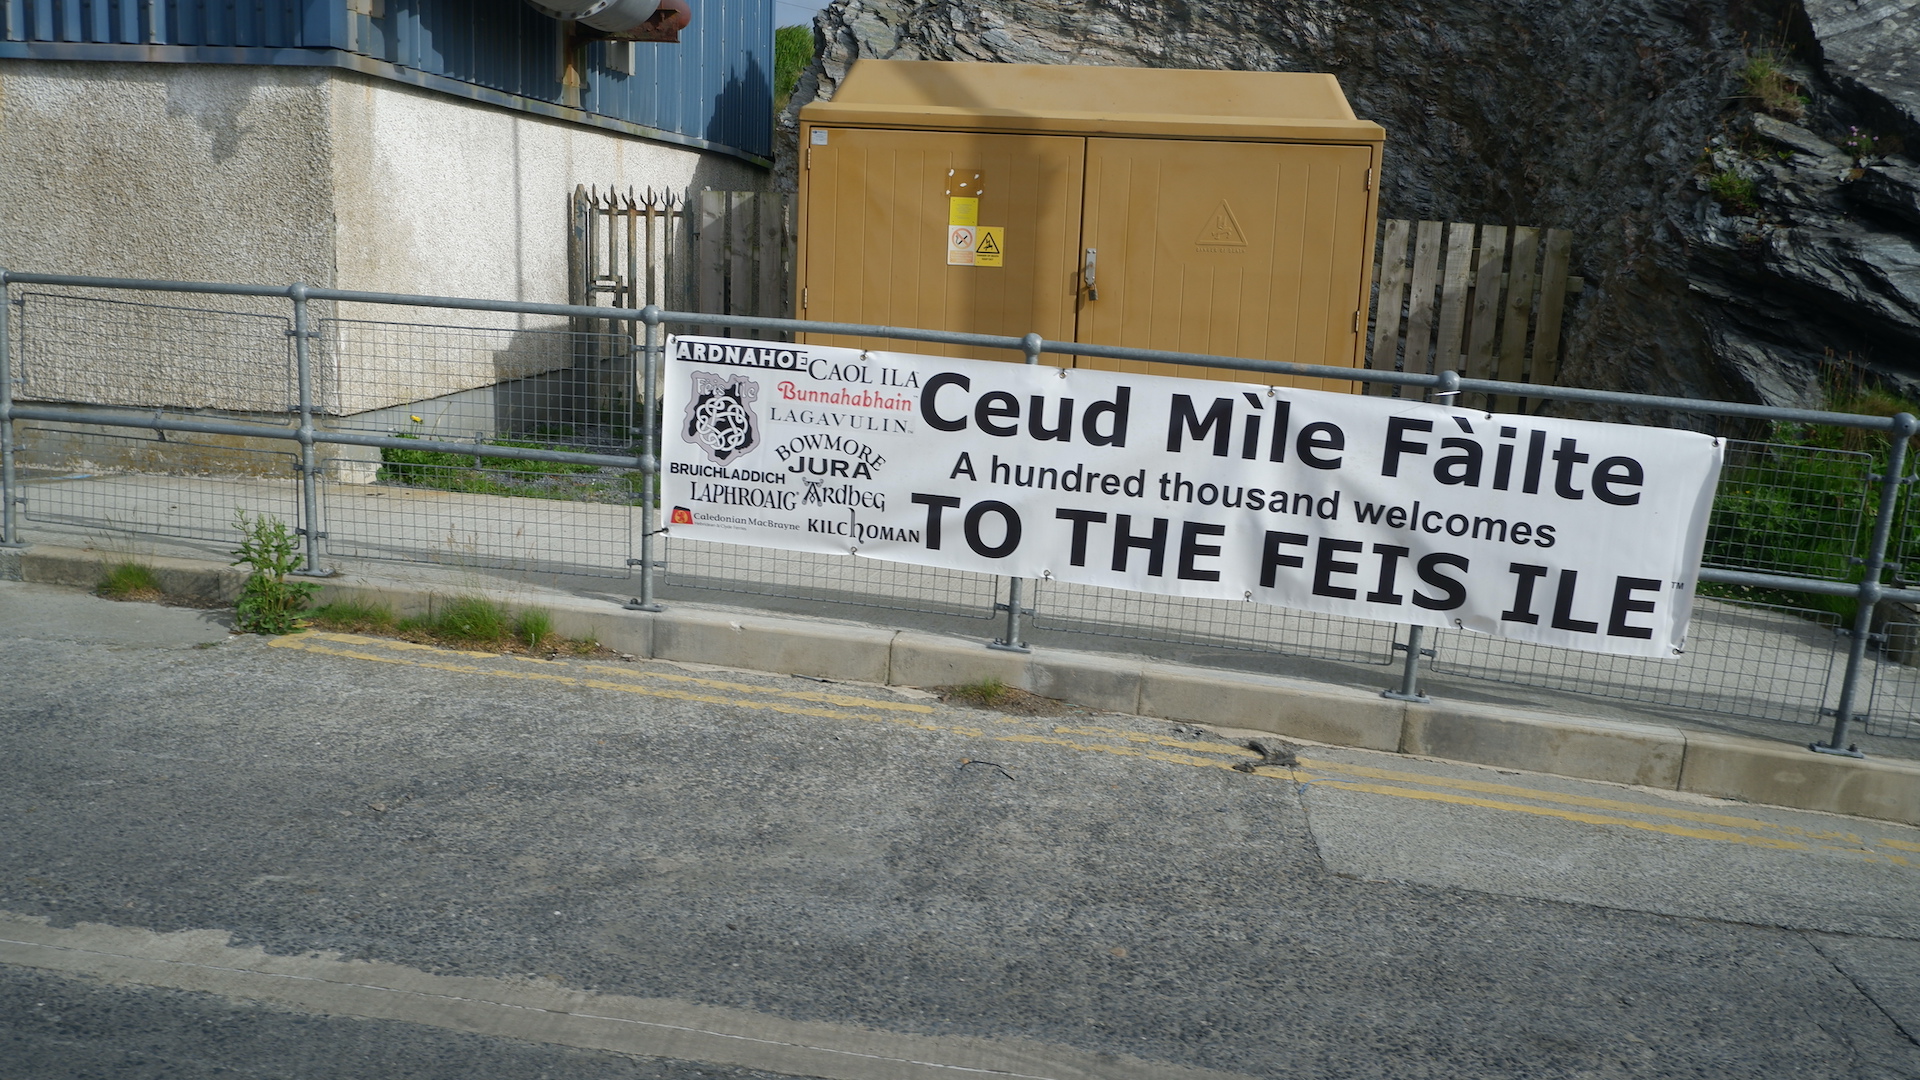 ARDNAHOE
CAOL ILA
Feis Ile
Bunnahabhain
LAGAVULIN
BOWMORE
JURA
BRUICHLADDICH
LAPHROAIG
Ardbeg
Caledonian MacBrayne
KILCHOMAN
Ceud Mìle Fàilte
A hundred thousand welcomes
TO THE FEIS ILE™